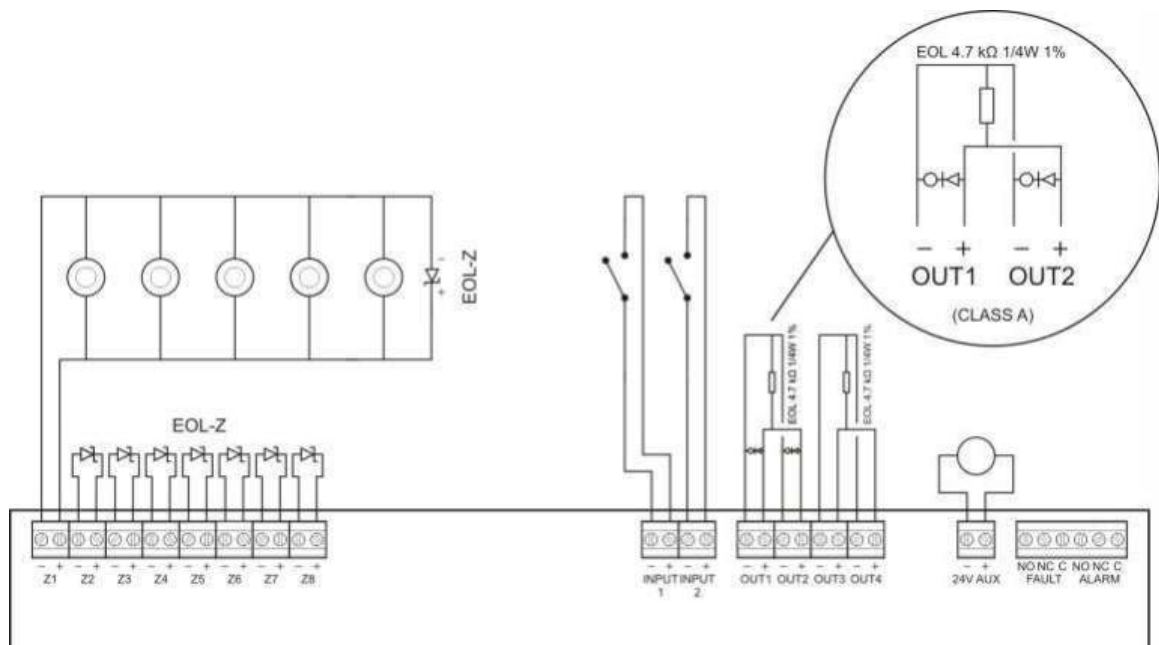 EOL 4.7 kΩ 1/4W 1%
− + − +
OUT1 OUT2
(CLASS A)
− +
EOL-Z
EOL-Z
EOL 4.7 kΩ 1/4W 1%
EOL 4.7 kΩ 1/4W 1%
− + − + − + − + − + − + − + − +
Z1 Z2 Z3 Z4 Z5 Z6 Z7 Z8
− + − +
INPUT INPUT
1 2
− + − + − + − +
OUT1 OUT2 OUT3 OUT4
− +
24V AUX
NO NC C NO NC C
FAULT ALARM